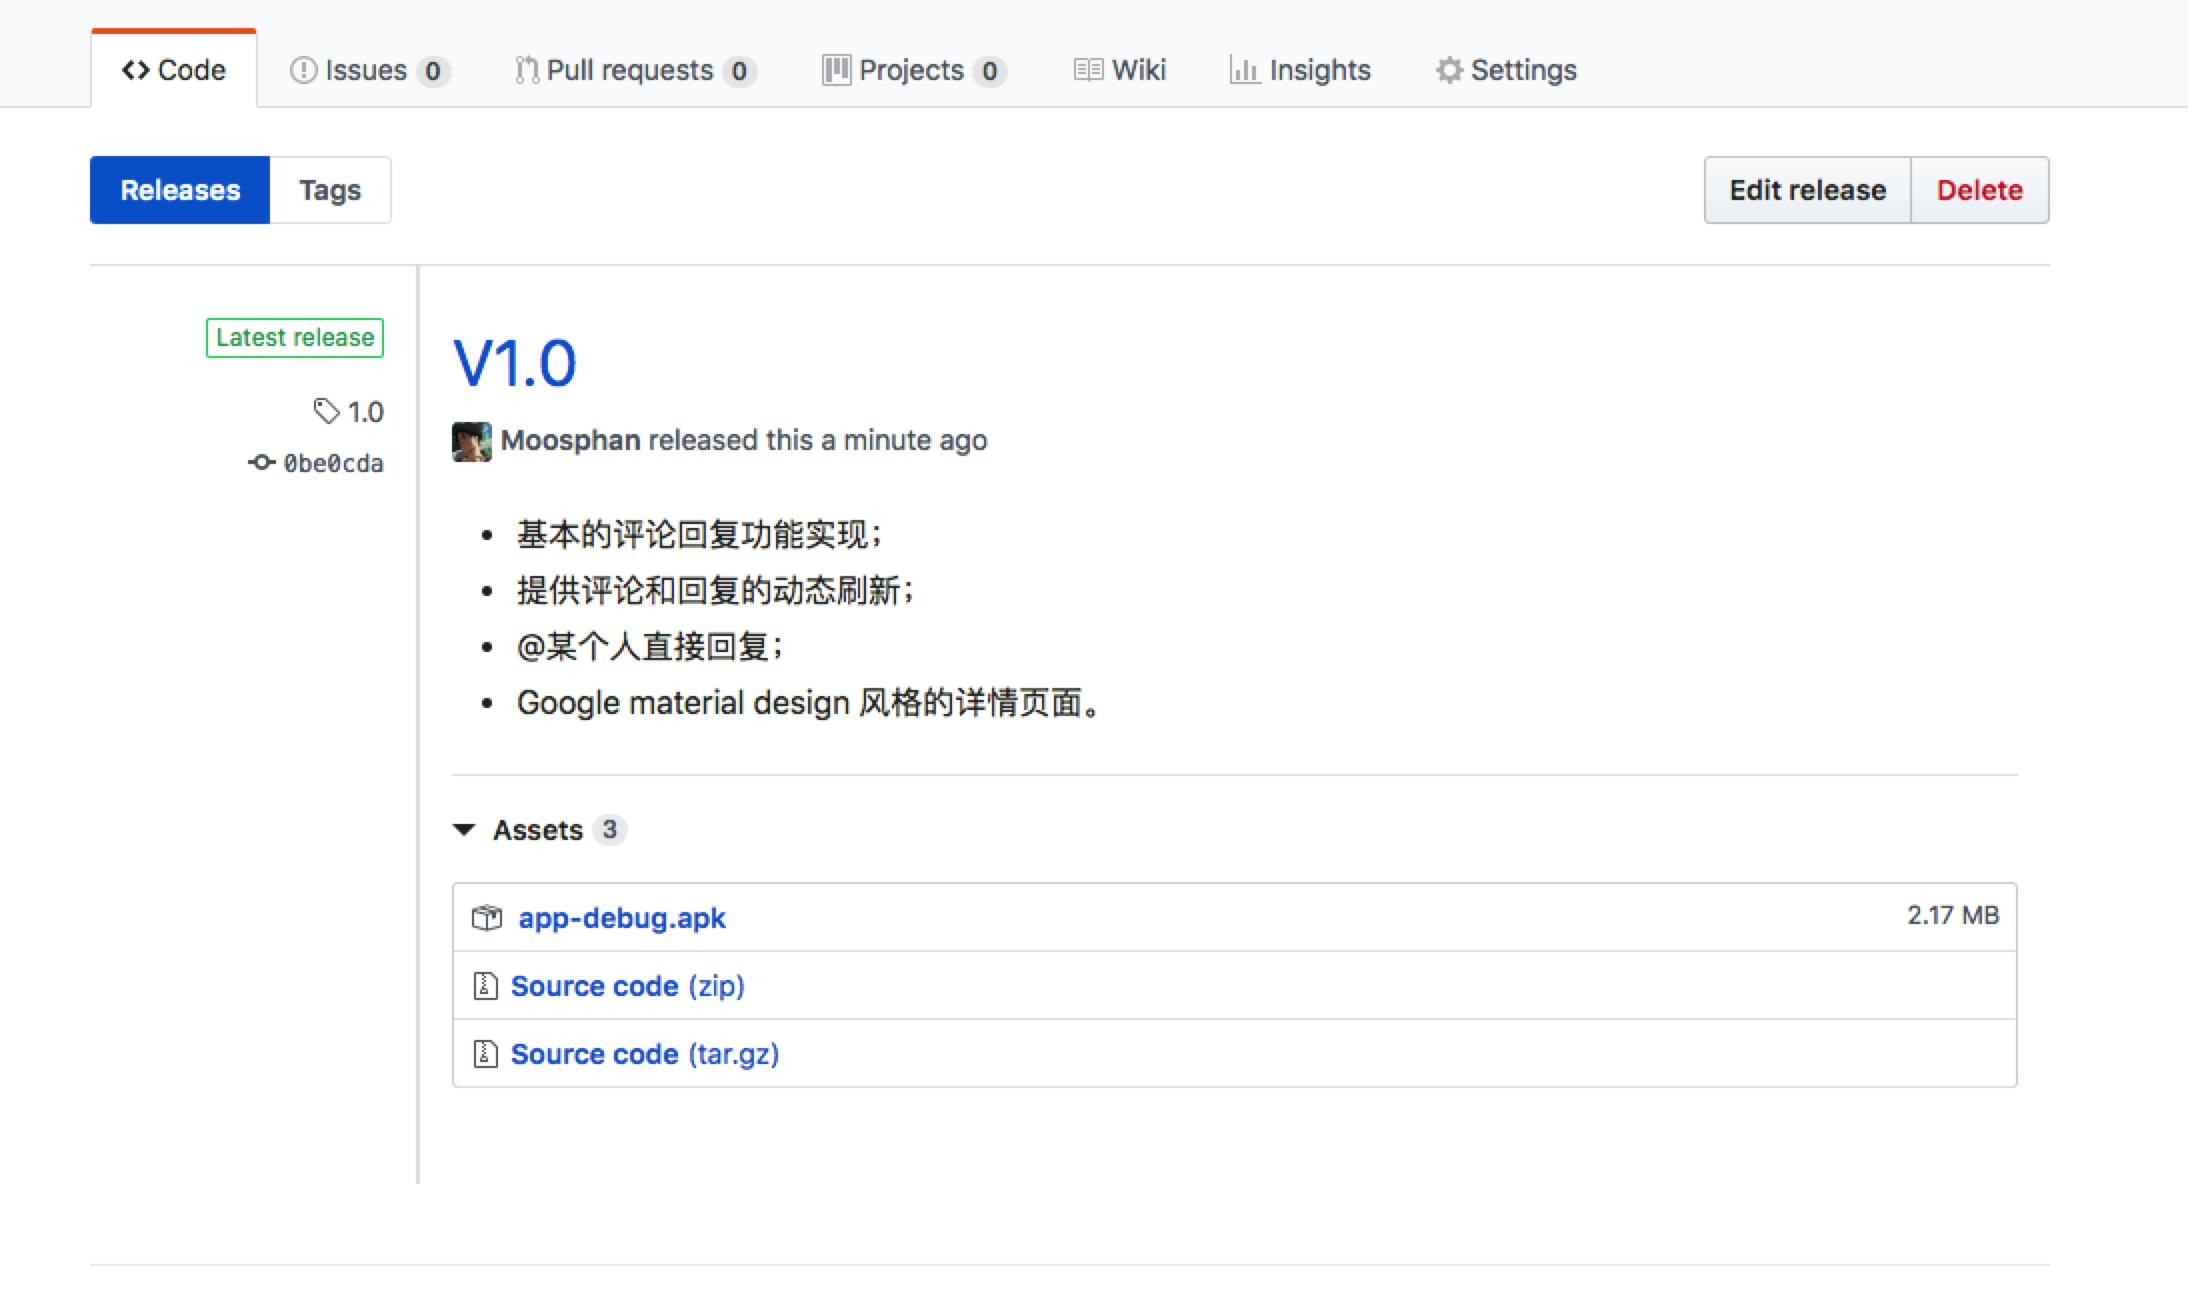 Code Issues 0 Pull requests 0 Projects 0 Wiki Insights Settings
Releases Tags Edit release Delete
Latest release
V1.0
1.0
Moosphan released this a minute ago
0be0cda
基本的评论回复功能实现；
提供评论和回复的动态刷新；
@某个人直接回复；
Google material design 风格的详情页面。
Assets 3
app-debug.apk 2.17 MB
Source code (zip)
Source code (tar.gz)